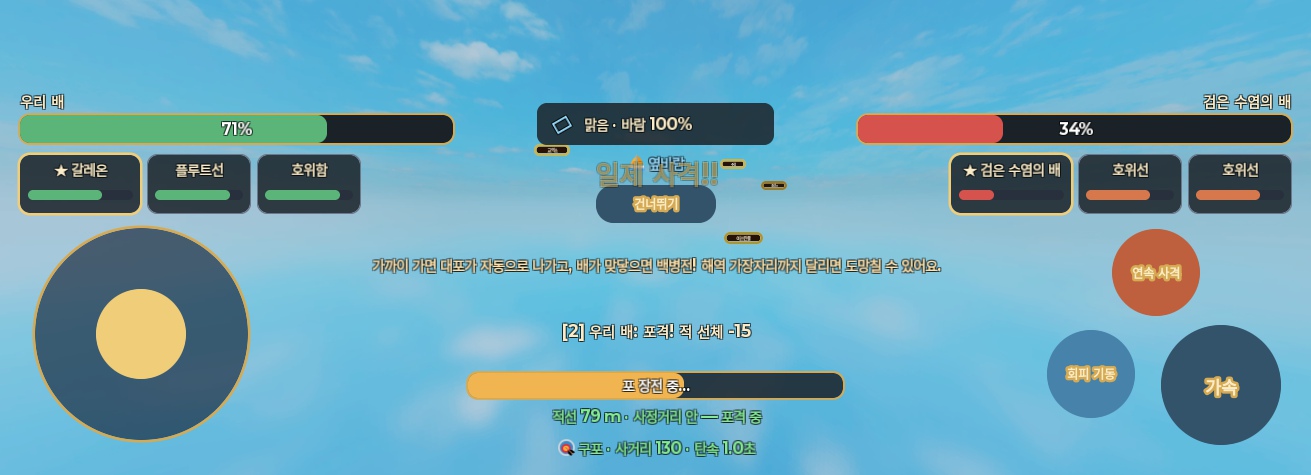 우리 배
검은 수염의 배
71%
맑음 · 바람 100%
34%
★ 갈레온
플루트선
호위함
옆바람
일제 사격!!
★ 검은 수염의 배
호위선
호위선
건너뛰기
가까이 가면 대포가 자동으로 나가고, 배가 맞닿으면 백병전! 해역 가장자리까지 달리면 도망칠 수 있어요.
연속 사격
[2] 우리 배: 포격! 적 선체 -15
회피 기동
가속
포 장전 중...
적선 79 m · 사정거리 안 — 포격 중
구포 · 사거리 130 · 탄속 1.0초